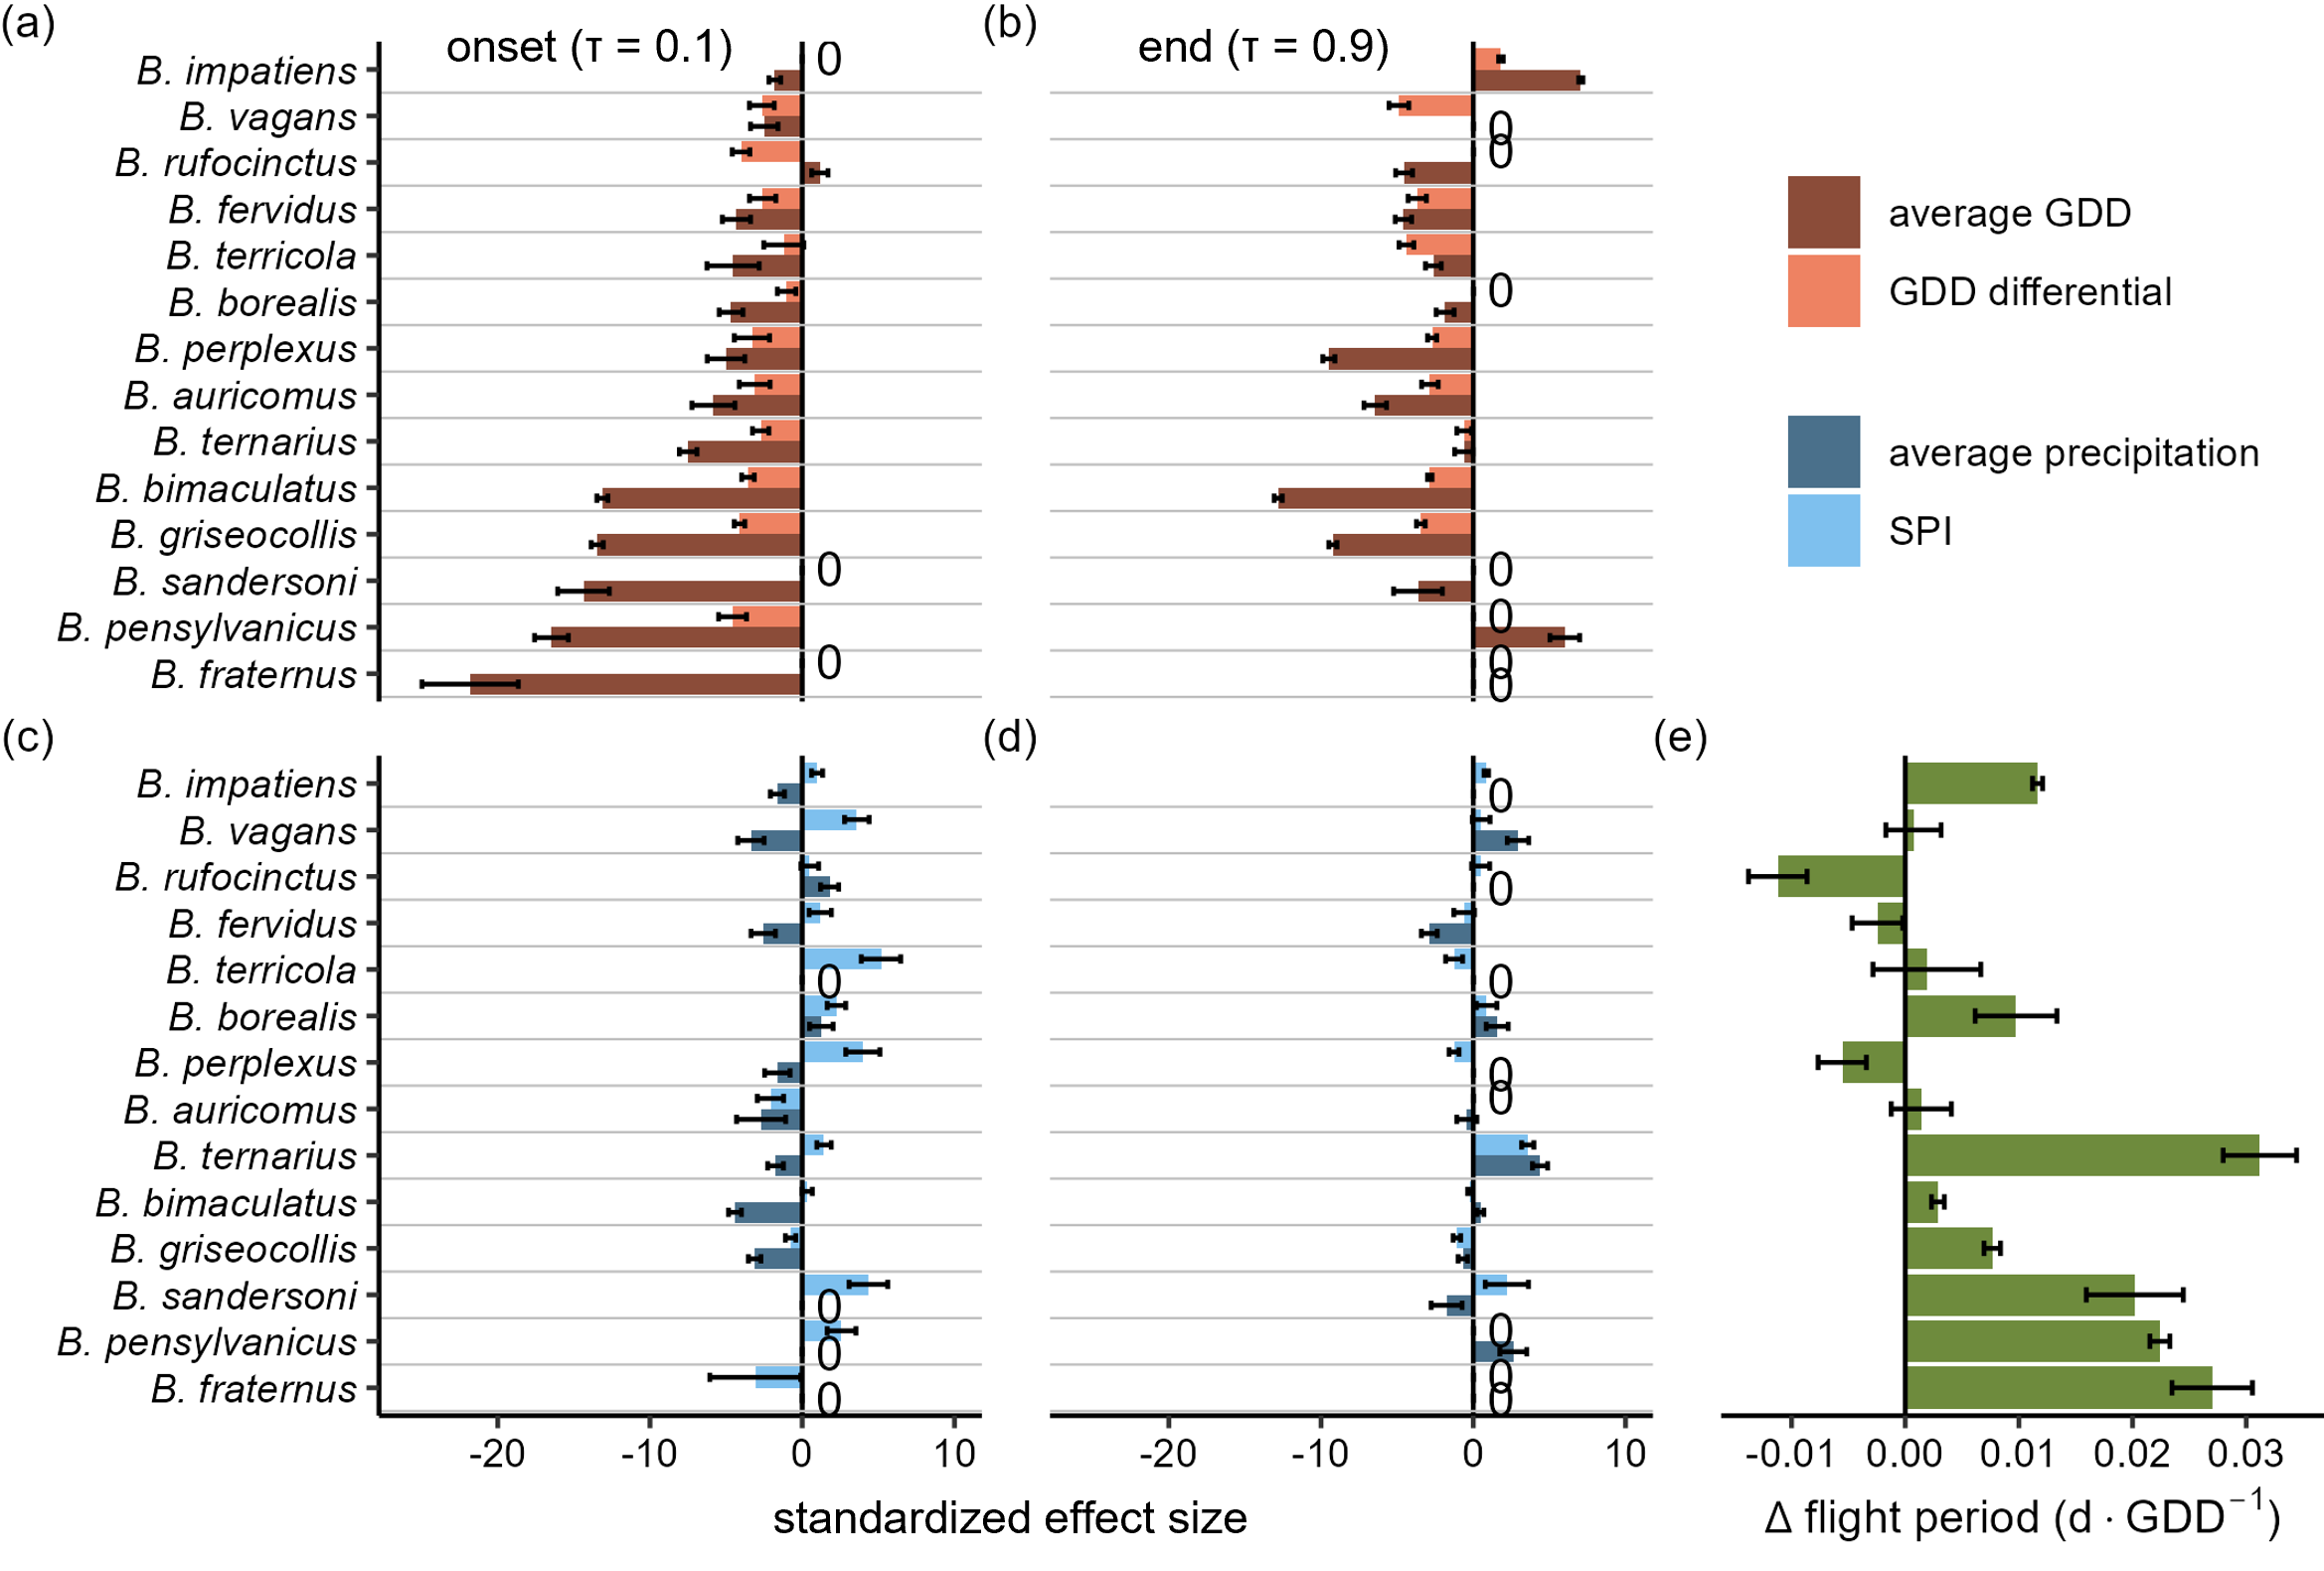 (a)
onset (τ = 0.1)
B. impatiens
0
B. vagans
B. rufocinctus
B. fervidus
B. terricola
B. borealis
B. perplexus
B. auricomus
B. ternarius
B. bimaculatus
B. griseocollis
B. sandersoni
0
B. pensylvanicus
B. fraternus
0
(b)
end (τ = 0.9)
0
0
0
0
0
0
0
average GDD
GDD differential
average precipitation
SPI
(c)
B. impatiens
B. vagans
B. rufocinctus
B. fervidus
B. terricola
0
B. borealis
B. perplexus
B. auricomus
B. ternarius
B. bimaculatus
B. griseocollis
B. sandersoni
0
B. pensylvanicus
0
B. fraternus
0
-20 -10 0 10
(d)
0
0
0
0
0
0
0
0
-20 -10 0 10
standardized effect size
(e)
-0.01 0.00 0.01 0.02 0.03
Δ flight period (d · GDD⁻¹)